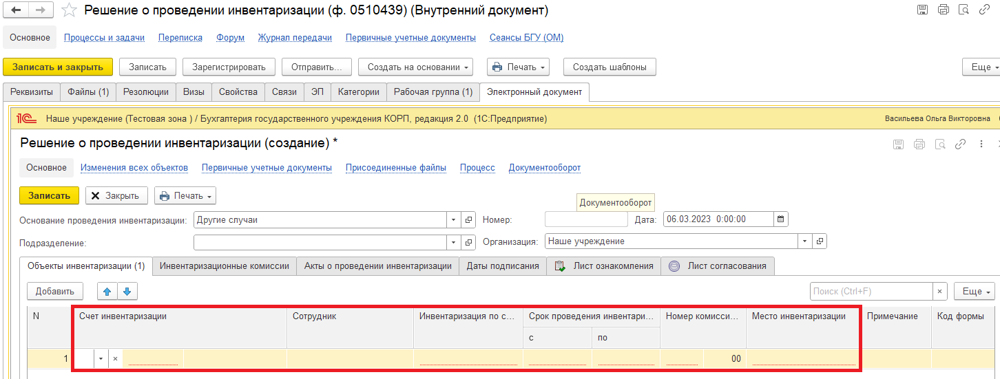 Решение о проведении инвентаризации (ф. 0510439) (Внутренний документ)
Основное Процессы и задачи Переписка Форум Журнал передачи Первичные учетные документы Сеансы БГУ (ОМ)
Записать и закрыть Записать Зарегистрировать Отправить... Создать на основании Печать Создать шаблоны Еще
Реквизиты Файлы (1) Резолюции Визы Свойства Связи ЭП Категории Рабочая группа (1) Электронный документ
1С Наше учреждение (Тестовая зона ) / Бухгалтерия государственного учреждения КОРП, редакция 2.0 (1С:Предприятие) Васильева Ольга Викторовна
Решение о проведении инвентаризации (создание) *
Основное Изменения всех объектов Первичные учетные документы Присоединенные файлы Процесс Документооборот
Записать Закрыть Печать
Документооборот
Основание проведения инвентаризации: Другие случаи Номер: Дата: 06.03.2023 0:00:00
Подразделение: Организация: Наше учреждение
Объекты инвентаризации (1) Инвентаризационные комиссии Акты о проведении инвентаризации Даты подписания Лист ознакомления Лист согласования
Добавить Поиск (Ctrl+F) × Еще
N Счет инвентаризации Сотрудник Инвентаризация по с... Срок проведения инвентари... Номер комисси... Место инвентаризации Примечание Код формы
с по
1 × 00